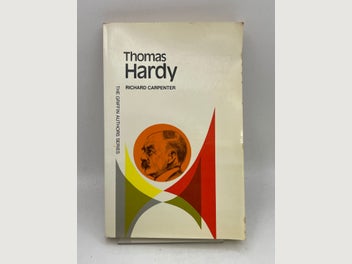 Thomas
Hardy
RICHARD CARPENTER
THE GRIFFIN AUTHORS SERIES